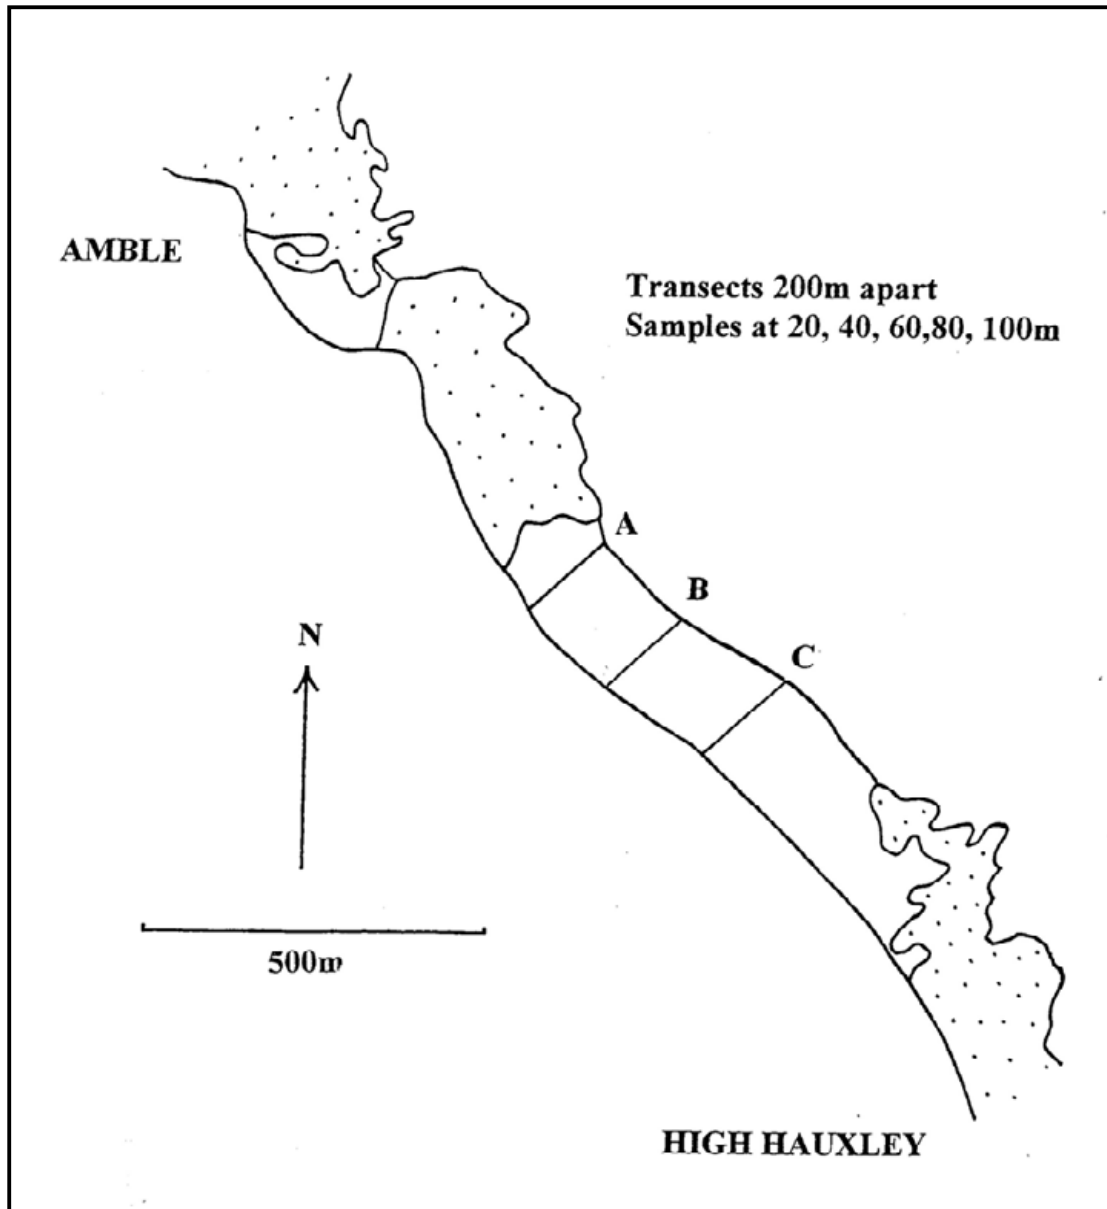 AMBLE
Transects 200m apart
Samples at 20, 40, 60,80, 100m
A
B
C
N
500m
HIGH HAUXLEY